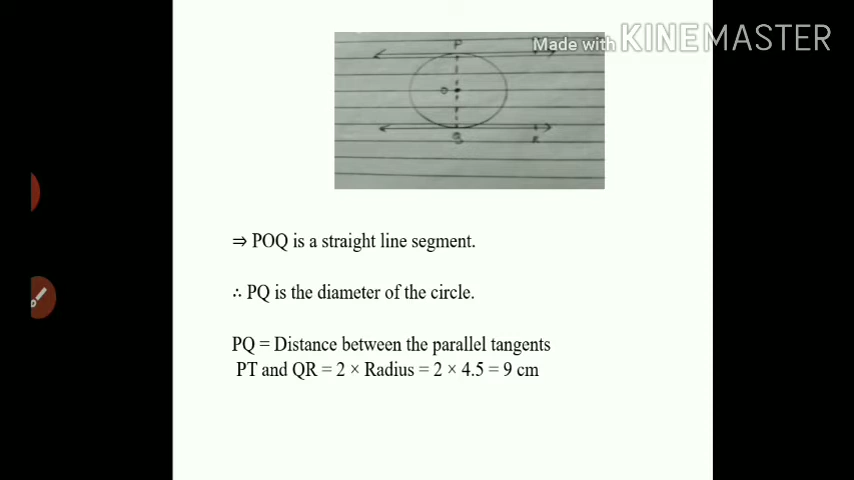 Made with KINEMASTER
P
O
Q
R
⇒ POQ is a straight line segment.
∴ PQ is the diameter of the circle.
PQ = Distance between the parallel tangents
PT and QR = 2 × Radius = 2 × 4.5 = 9 cm